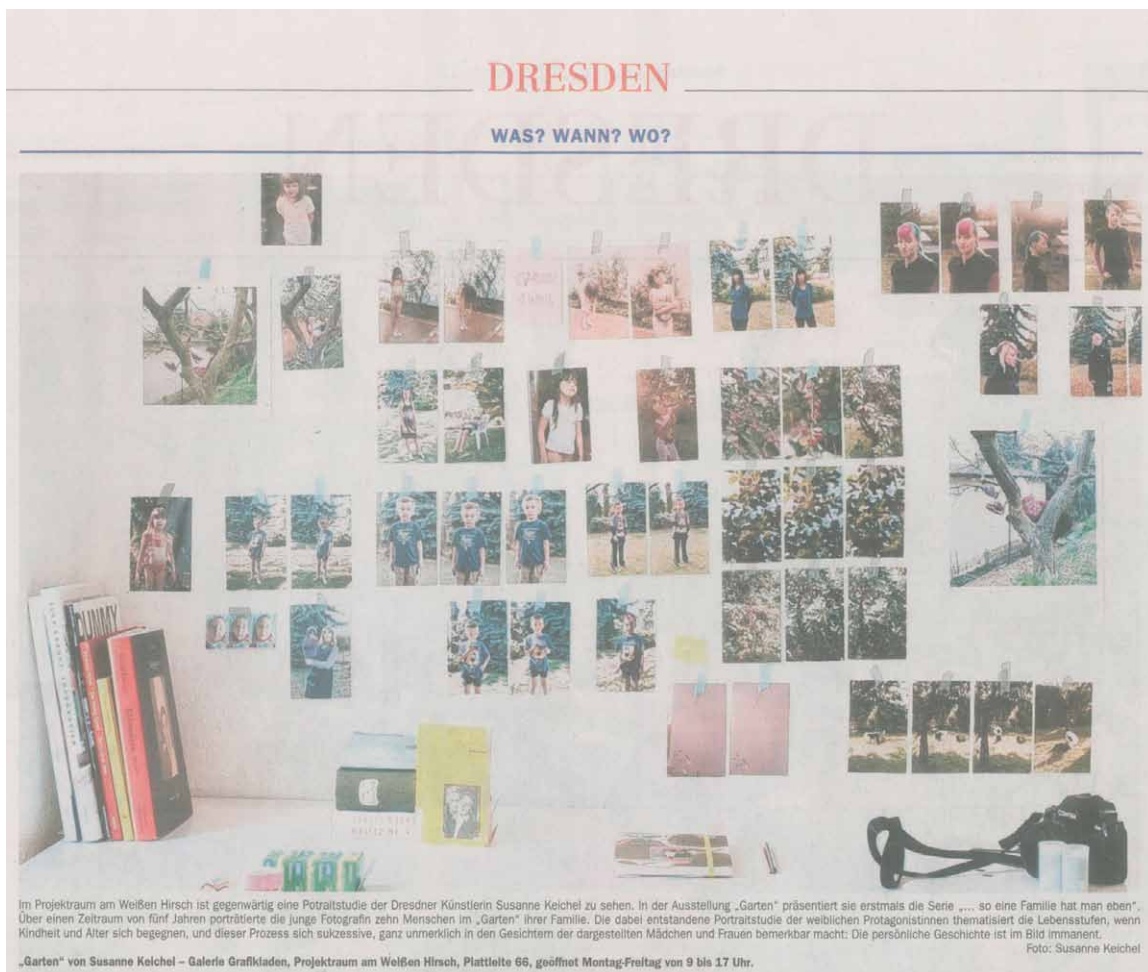 DRESDEN
WAS? WANN? WO?
Im Projektraum am Weißen Hirsch ist gegenwärtig eine Potraitstudie der Dresdner Künstlerin Susanne Keichel zu sehen. In der Ausstellung „Garten“ präsentiert sie erstmals die Serie „... so eine Familie hat man eben“.
Über einen Zeitraum von fünf Jahren porträtierte die junge Fotografin zehn Menschen im „Garten“ ihrer Familie. Die dabei entstandene Portraitstudie der weiblichen Protagonistinnen thematisiert die Lebensstufen, wenn
Kindheit und Alter sich begegnen, und dieser Prozess sich sukzessive, ganz unmerklich in den Gesichtern der dargestellten Mädchen und Frauen bemerkbar macht: Die persönliche Geschichte ist im Bild immanent.
Foto: Susanne Keichel
„Garten“ von Susanne Keichel – Galerie Grafikladen, Projektraum am Weißen Hirsch, Plattleite 66, geöffnet Montag-Freitag von 9 bis 17 Uhr.